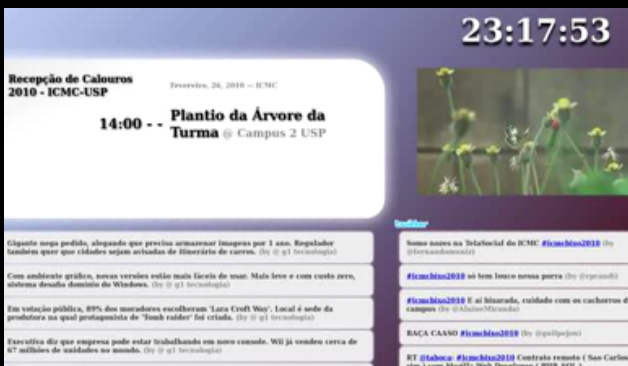 23:17:53
Recepção de Calouros
2010 - ICMC-USP
fevereiro, 26, 2010 — ICMC
14:00 - - Plantio da Árvore da
Turma @ Campus 2 USP
twitter
Gigante nega pedido, alegando que precisa armazenar imagens por 1 ano. Regulador
também quer que cidades sejam avisadas de itinerário de carros. (by @ g1 tecnologia)
Com ambiente gráfico, novas versões estão mais fáceis de usar. Mais leve e com custo zero,
sistema desafia domínio do Windows. (by @ g1 tecnologia)
Em votação pública, 89% dos moradores escolheram 'Lara Croft Way'. Local é sede da
produtora na qual protagonista de 'Tomb raider' foi criada. (by @ g1 tecnologia)
Executiva diz que empresa pode estar trabalhando em novo console. Wii já vendeu cerca de
67 milhões de unidades no mundo. (by @ g1 tecnologia)
Somo nozes na TelaSocial do ICMC #icmcbixo2010 (by
#icmcbixo2010 só tem louco nessa porra (by @rprandi)
#icmcbixo2010 E aí bixarada, cuidado com os cachorros d
campus (by @AlaineMiranda)
RAÇA CAASO #icmcbixo2010 (by @guilpejon)
RT @taboca: #icmcbixo2010 Contrato remoto ( Sao Carlos